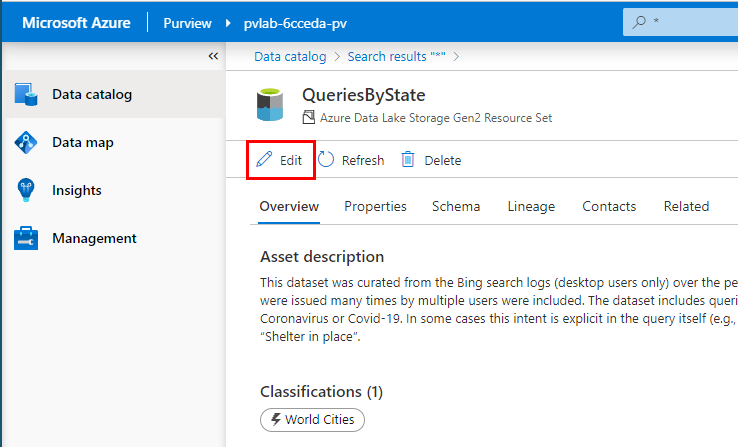 Microsoft Azure Purview pvlab-6cceda-pv *
«
Data catalog
Data map
Insights
Management
Data catalog > Search results "*" >
QueriesByState
Azure Data Lake Storage Gen2 Resource Set
Edit Refresh Delete
Overview Properties Schema Lineage Contacts Related
Asset description
This dataset was curated from the Bing search logs (desktop users only) over the pe
were issued many times by multiple users were included. The dataset includes queri
Coronavirus or Covid-19. In some cases this intent is explicit in the query itself (e.g.,
“Shelter in place”.
Classifications (1)
World Cities